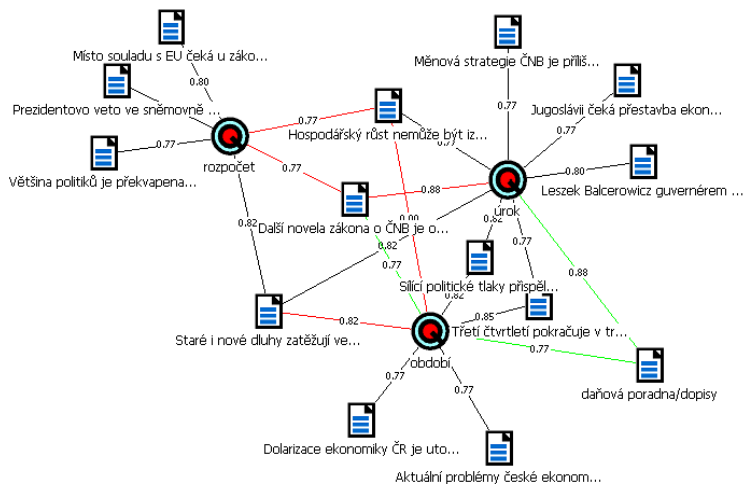 Místo souladu s EU čeká u záko...
0.80
Měnová strategie ČNB je příliš...
Prezidentovo veto ve sněmovně ...
0.77
0.77
Jugoslávii čeká přestavba ekon...
Hospodářský růst nemůže být iz...
0.77
0.77
0.77
rozpočet
0.77
0.80
Většina politiků je překvapena...
0.88
Leszek Balcerowicz guvernérem ...
úrok
0.82
Další novela zákona o ČNB je o...
0.82
0.82
0.77
0.77
0.88
Sílící politické tlaky přispěl...
0.82
0.82
0.85
Staré i nové dluhy zatěžují ve...
Třetí čtvrtletí pokračuje v tr...
0.77
období
0.77
0.77
daňová poradna/dopisy
Dolarizace ekonomiky ČR je uto...
Aktuální problémy české ekonom...